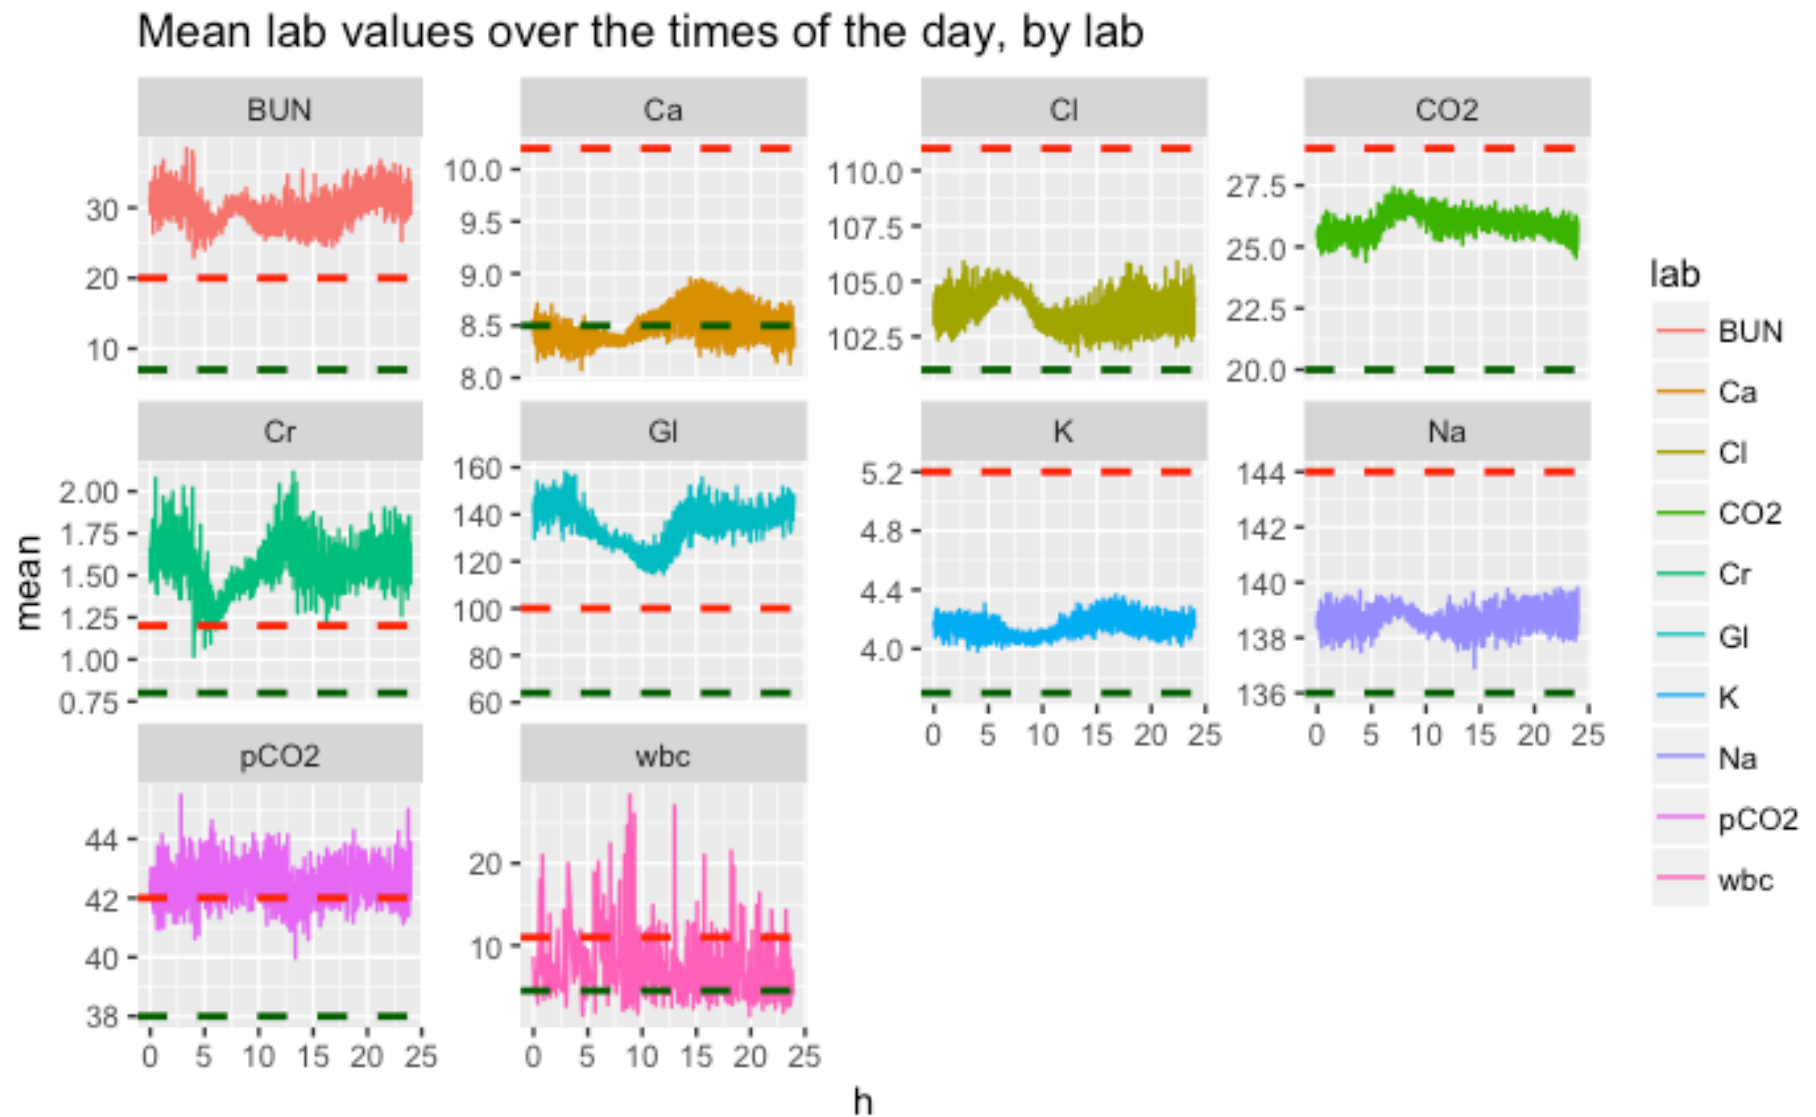 Mean lab values over the times of the day, by lab
BUN
Ca
Cl
CO2
30
20
10
10.0
9.5
9.0
8.5
8.0
110.0
107.5
105.0
102.5
27.5
25.0
22.5
20.0
Cr
Gl
K
Na
2.00
1.75
1.50
1.25
1.00
0.75
160
140
120
100
80
60
5.2
4.8
4.4
4.0
144
142
140
138
136
0 5 10 15 20 25
0 5 10 15 20 25
pCO2
wbc
44
42
40
38
20
10
0 5 10 15 20 25
0 5 10 15 20 25
mean
h
lab
BUN
Ca
Cl
CO2
Cr
Gl
K
Na
pCO2
wbc